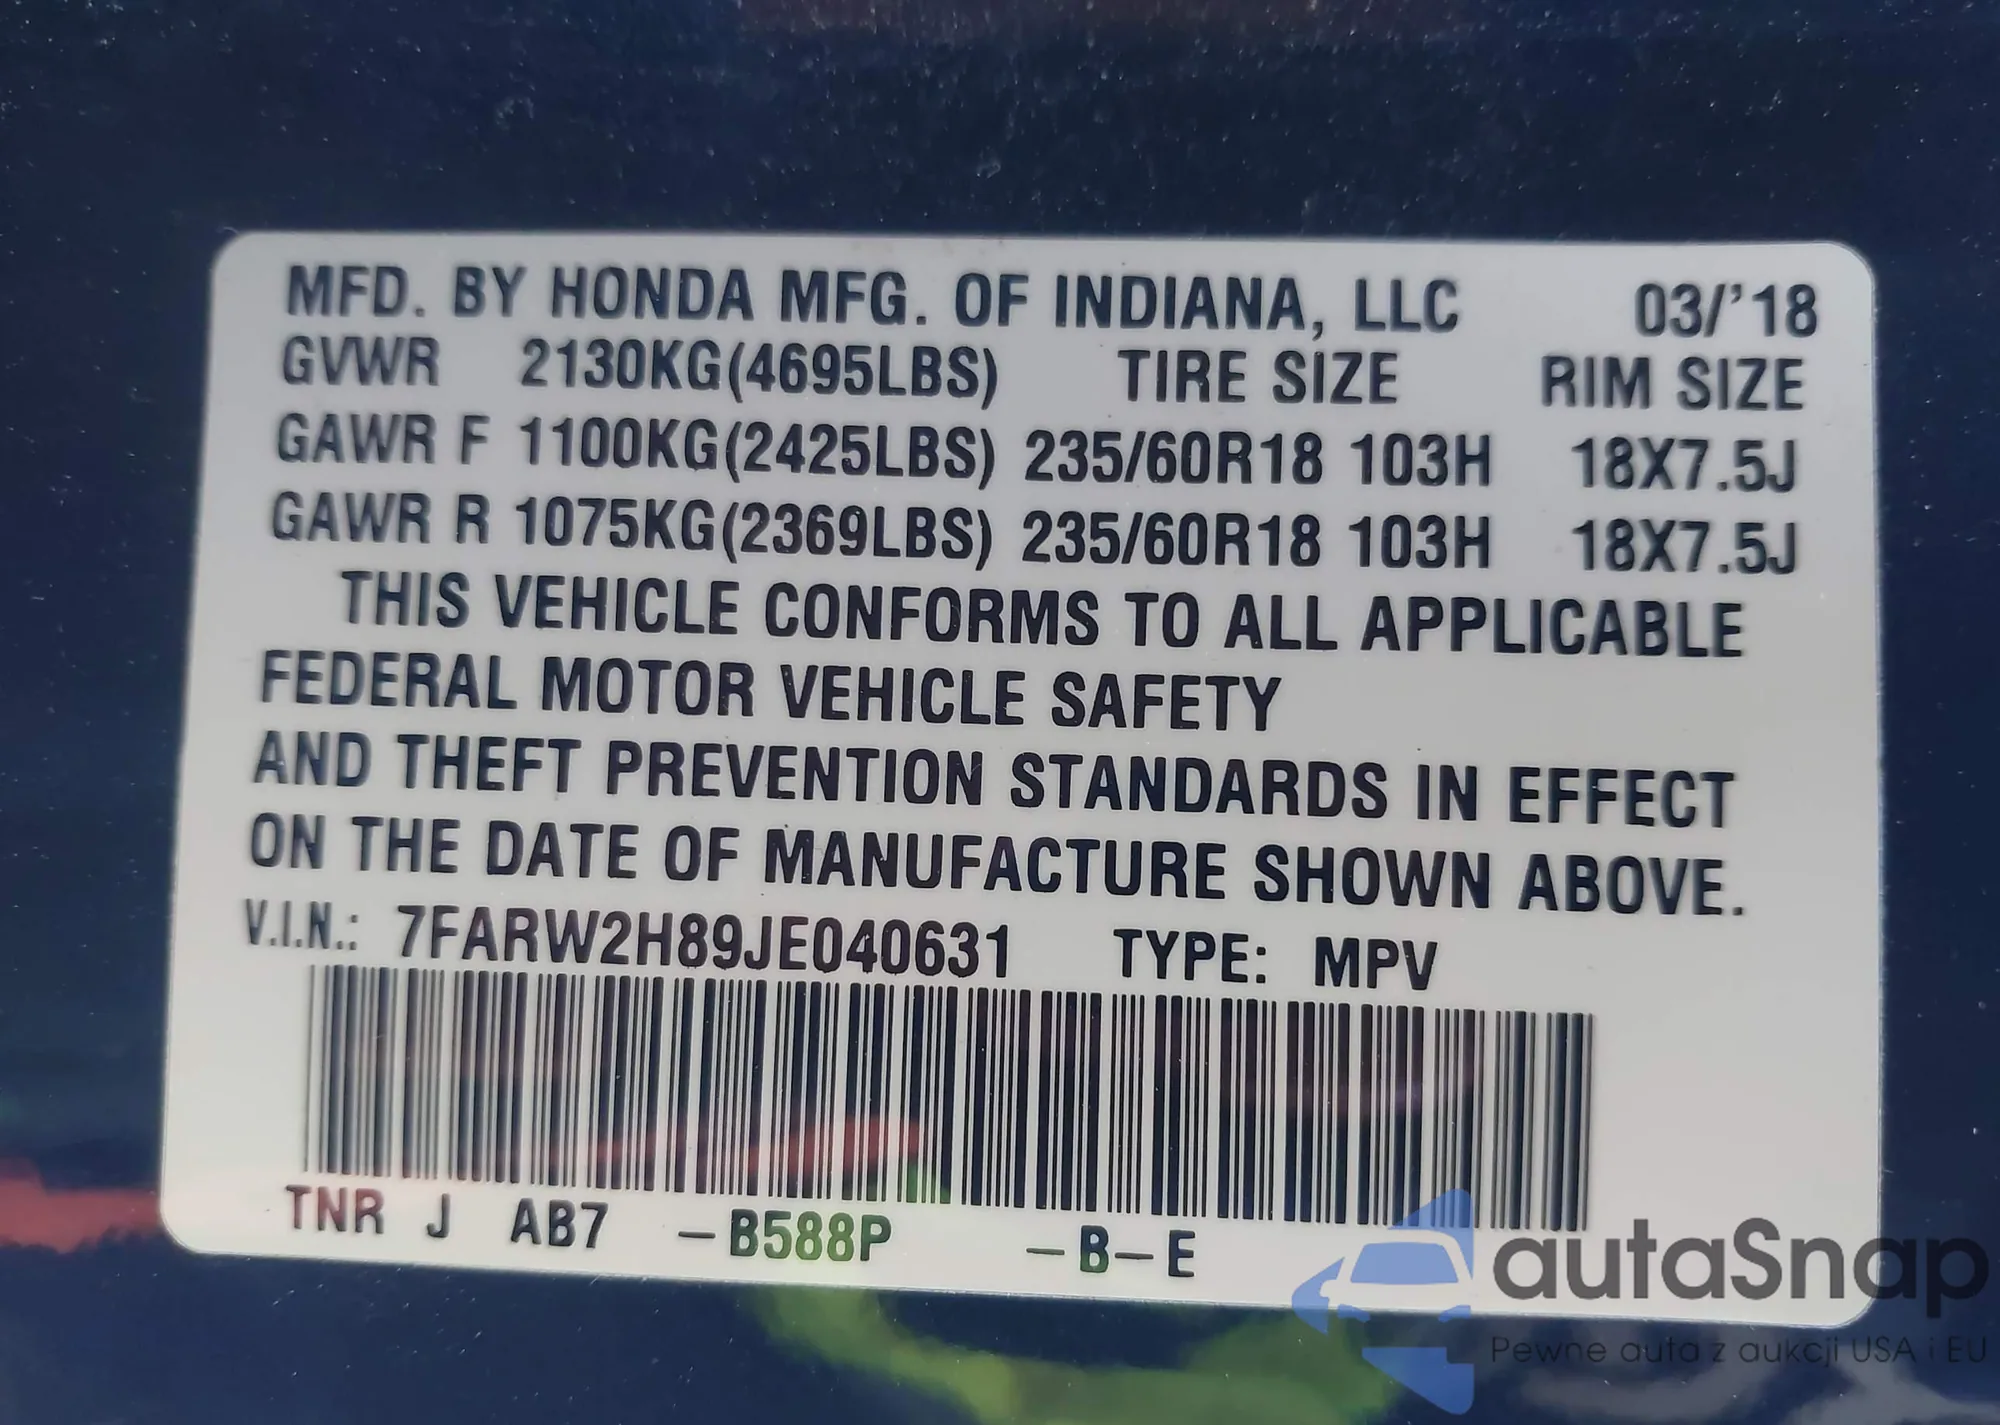 MFD. BY HONDA MFG. OF INDIANA, LLC 03/'18
GVWR 2130KG(4695LBS) TIRE SIZE RIM SIZE
GAWR F 1100KG(2425LBS) 235/60R18 103H 18X7.5J
GAWR R 1075KG(2369LBS) 235/60R18 103H 18X7.5J
THIS VEHICLE CONFORMS TO ALL APPLICABLE
FEDERAL MOTOR VEHICLE SAFETY
AND THEFT PREVENTION STANDARDS IN EFFECT
ON THE DATE OF MANUFACTURE SHOWN ABOVE.
V.I.N.: 7FARW2H89JE040631 TYPE: MPV
TNR J AB7 -B588P -B-E
autaSnap
Pewne auta z aukcji USA i EU